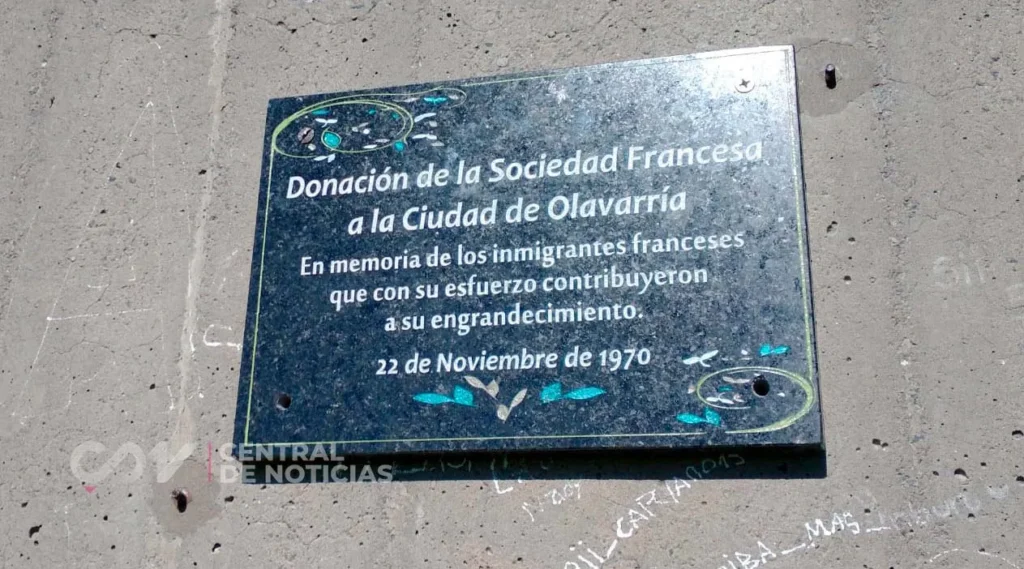 Donación de la Sociedad Francesa
a la Ciudad de Olavarría
En memoria de los inmigrantes franceses
que con su esfuerzo contribuyeron
a su engrandecimiento.
22 de Noviembre de 1970
CENTRAL
DE NOTICIAS
MAS